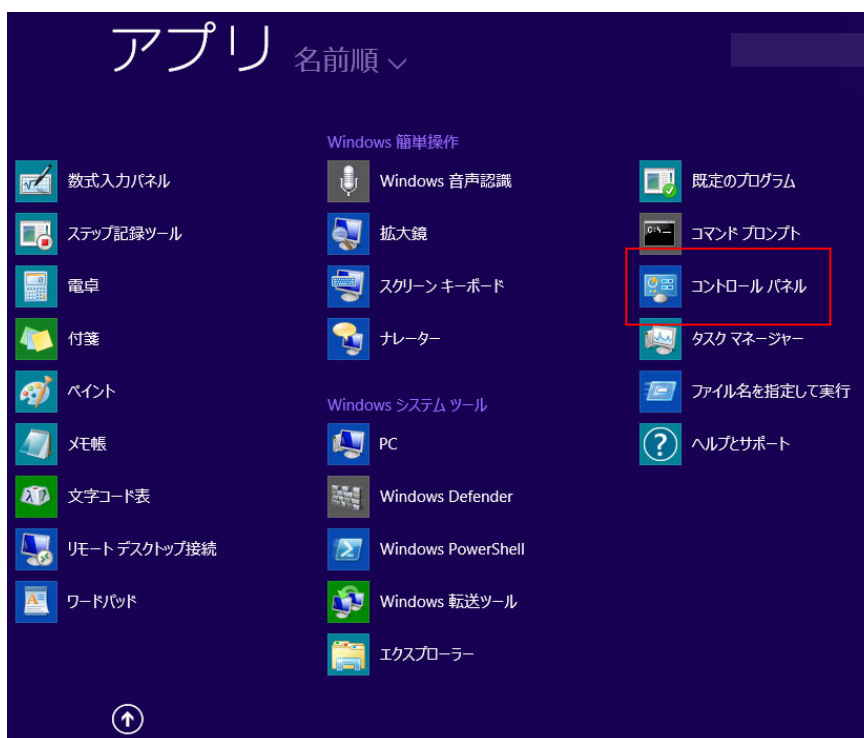 アプリ 名前順
数式入力パネル
ステップ記録ツール
電卓
付箋
ペイント
メモ帳
文字コード表
リモート デスクトップ接続
ワードパッド
Windows 簡単操作
Windows 音声認識
拡大鏡
スクリーン キーボード
ナレーター
Windows システム ツール
PC
Windows Defender
Windows PowerShell
Windows 転送ツール
エクスプローラー
既定のプログラム
コマンド プロンプト
コントロール パネル
タスク マネージャー
ファイル名を指定して実行
ヘルプとサポート